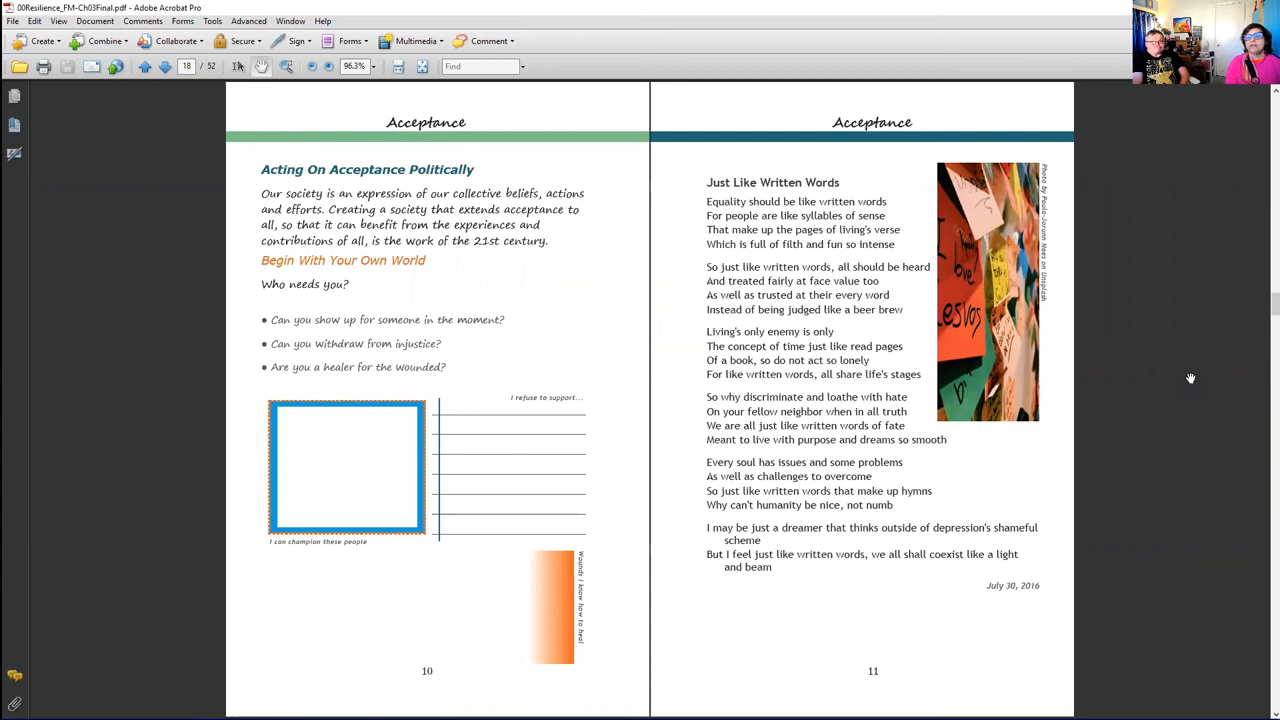 00Resilience_FM-Ch03Final.pdf - Adobe Acrobat Pro
File Edit View Document Comments Forms Tools Advanced Window Help
Create Combine Collaborate Secure Sign Forms Multimedia Comment
18 / 52 96.3% Find
Acceptance
Acting On Acceptance Politically
Our society is an expression of our collective beliefs, actions
and efforts. Creating a society that extends acceptance to
all, so that it can benefit from the experiences and
contributions of all, is the work of the 21st century.
Begin With Your Own World
Who needs you?
• Can you show up for someone in the moment?
• Can you withdraw from injustice?
• Are you a healer for the wounded?
I refuse to support...
I can champion these people
Wounds I know how to heal
10
Acceptance
Just Like Written Words
Equality should be like written words
For people are like syllables of sense
That make up the pages of living's verse
Which is full of filth and fun so intense
So just like written words, all should be heard
And treated fairly at face value too
As well as trusted at their every word
Instead of being judged like a beer brew
Living's only enemy is only
The concept of time just like read pages
Of a book, so do not act so lonely
For like written words, all share life's stages
So why discriminate and loathe with hate
On your fellow neighbor when in all truth
We are all just like written words of fate
Meant to live with purpose and dreams so smooth
Every soul has issues and some problems
As well as challenges to overcome
So just like written words that make up hymns
Why can't humanity be nice, not numb
I may be just a dreamer that thinks outside of depression's shameful
scheme
But I feel just like written words, we all shall coexist like a light
and beam
July 30, 2016
Photo by Paula-Jorunn Naes on Unsplash
I love
Lesvos
11